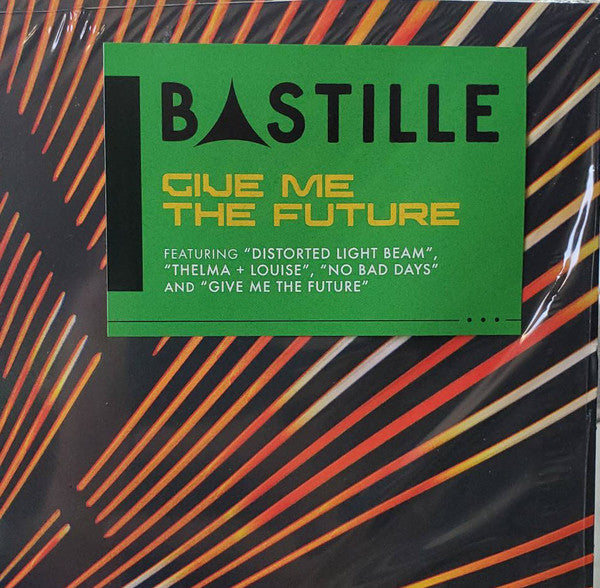 BASTILLE
GIVE ME
THE FUTURE
FEATURING “DISTORTED LIGHT BEAM”,
“THELMA + LOUISE”, “NO BAD DAYS”
AND “GIVE ME THE FUTURE”